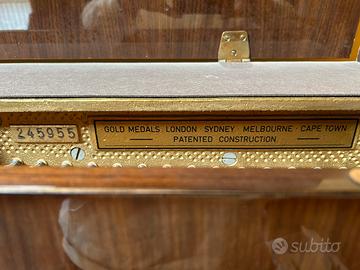 245955
GOLD MEDALS LONDON · SYDNEY · MELBOURNE · CAPE TOWN
PATENTED CONSTRUCTION
subito